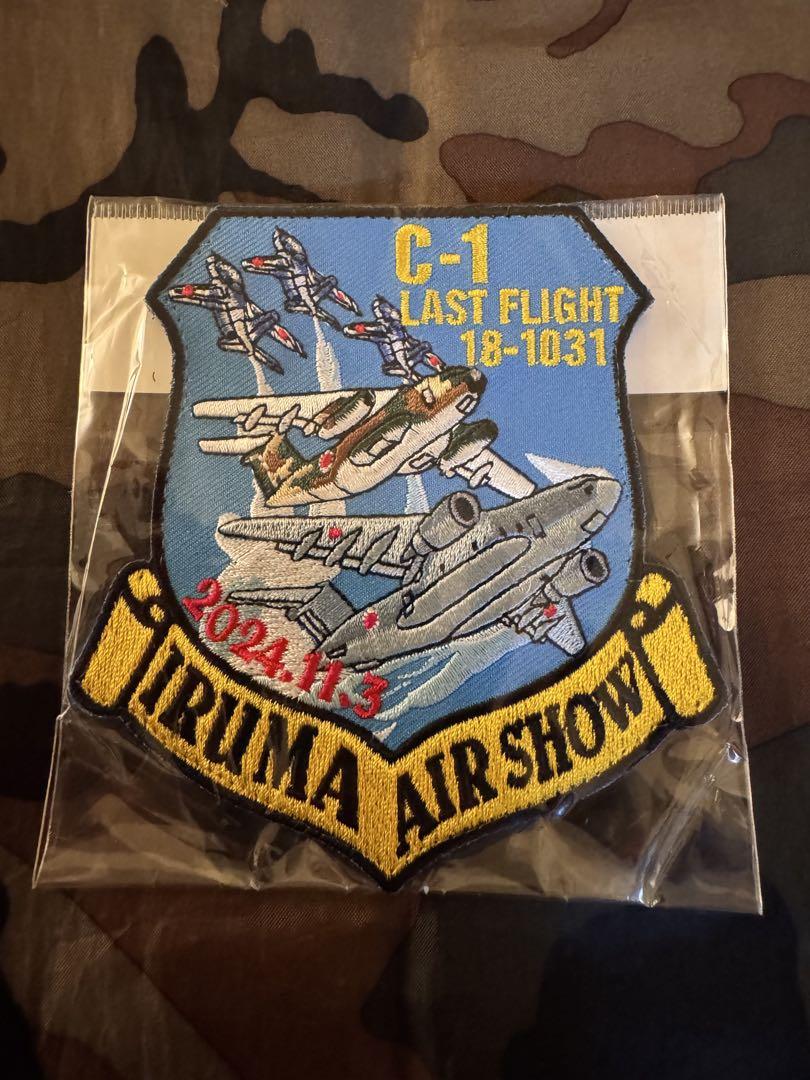 C-1
LAST FLIGHT
18-1031
2024.11.3
IRUMA AIR SHOW